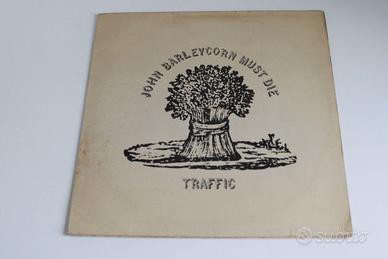 JOHN BARLEYCORN MUST DIE
TRAFFIC
subito